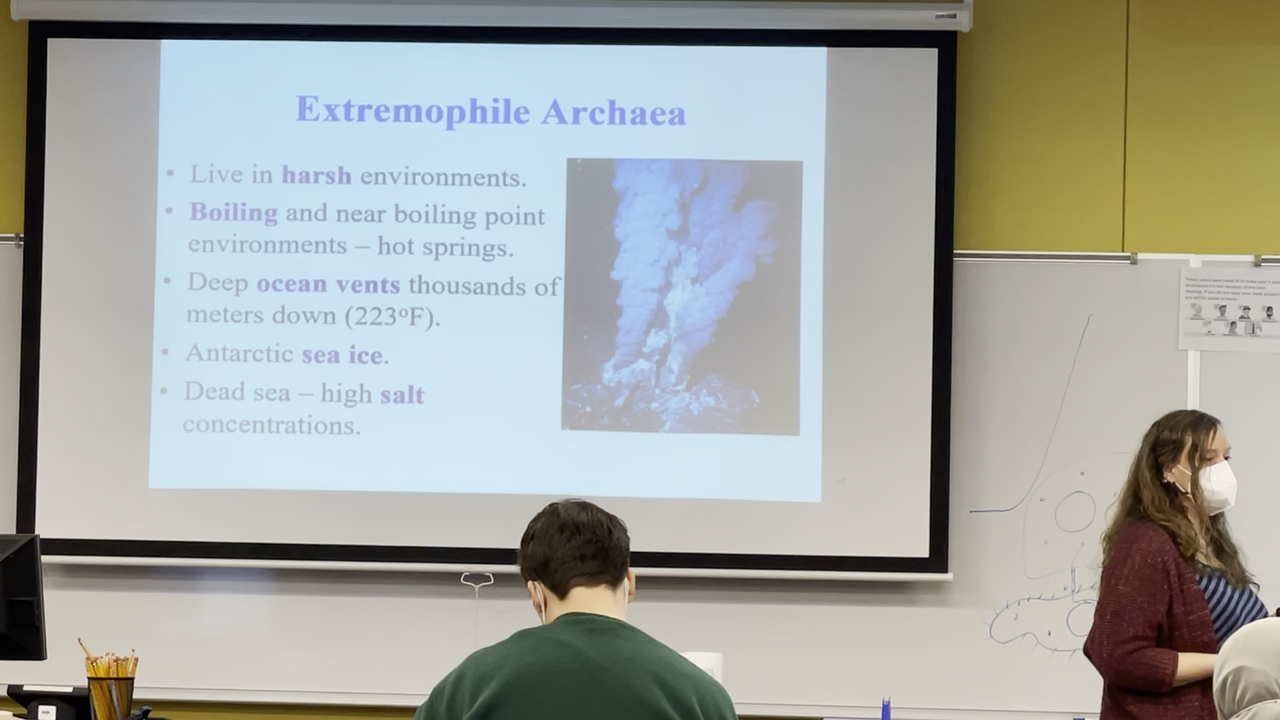 Extremophile Archaea
• Live in harsh environments.
• Boiling and near boiling point
environments – hot springs.
• Deep ocean vents thousands of
meters down (223ºF).
• Antarctic sea ice.
• Dead sea – high salt
concentrations.